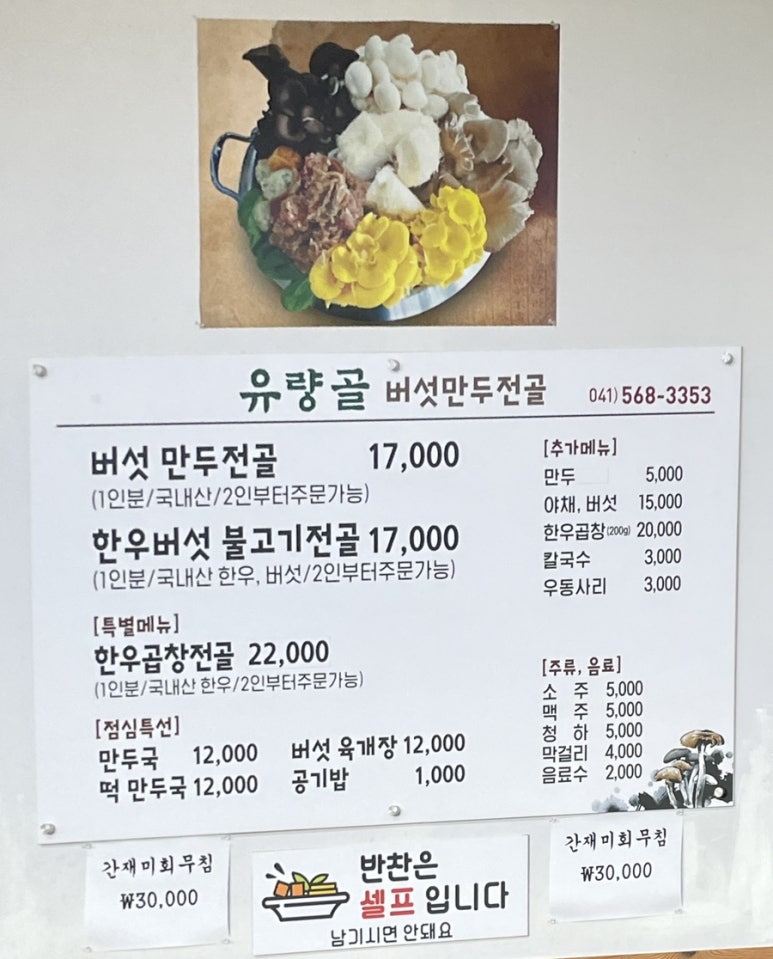 유량골 버섯만두전골 041) 568-3353
버섯 만두전골 17,000
(1인분/국내산/2인부터주문가능)
한우버섯 불고기전골 17,000
(1인분/국내산 한우, 버섯/2인부터주문가능)
[특별메뉴]
한우곱창전골 22,000
(1인분/국내산 한우/2인부터주문가능)
[점심특선]
만두국 12,000 버섯 육개장 12,000
떡 만두국 12,000 공기밥 1,000
[추가메뉴]
만두 5,000
야채, 버섯 15,000
한우곱창(200g) 20,000
칼국수 3,000
우동사리 3,000
[주류, 음료]
소 주 5,000
맥 주 5,000
청 하 5,000
막걸리 4,000
음료수 2,000
간재미회무침
₩30,000
반찬은
셀프입니다
남기시면 안돼요
간재미회무침
₩30,000